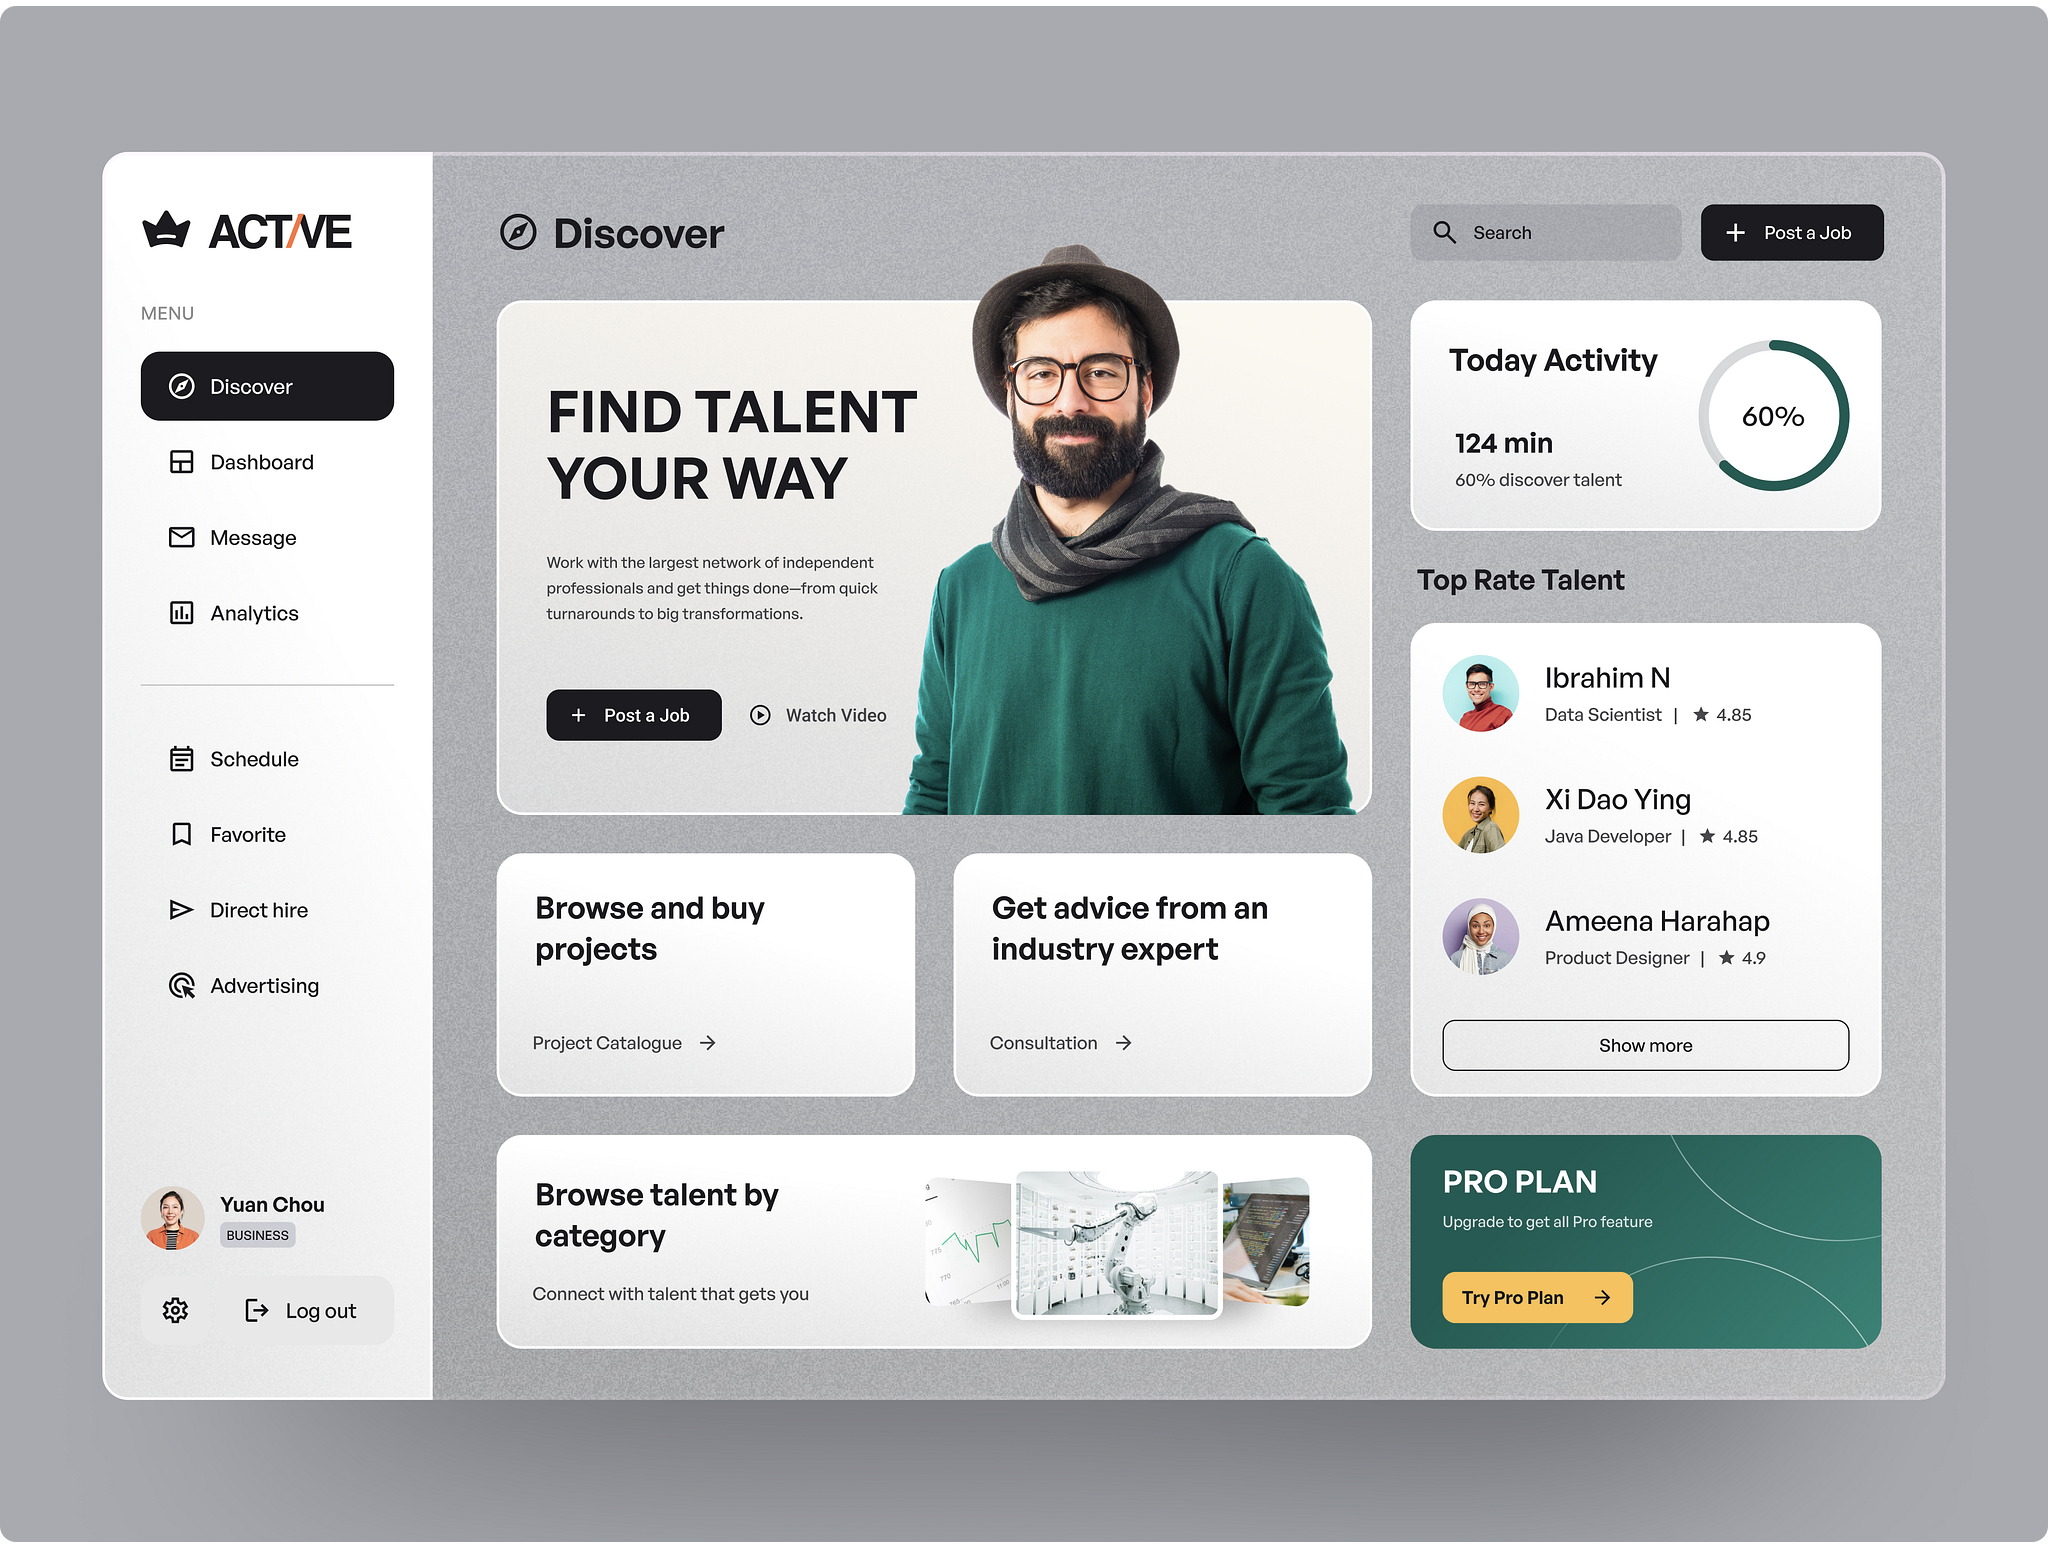 ACTIVE
MENU
Discover
Dashboard
Message
Analytics
Schedule
Favorite
Direct hire
Advertising
Yuan Chou
BUSINESS
Log out
Discover
Search
Post a Job
FIND TALENT
YOUR WAY
Work with the largest network of independent
professionals and get things done—from quick
turnarounds to big transformations.
Post a Job
Watch Video
Today Activity
124 min
60% discover talent
60%
Top Rate Talent
Ibrahim N
Data Scientist | ★ 4.85
Xi Dao Ying
Java Developer | ★ 4.85
Ameena Harahap
Product Designer | ★ 4.9
Show more
Browse and buy
projects
Project Catalogue →
Get advice from an
industry expert
Consultation →
Browse talent by
category
Connect with talent that gets you
775
770
PRO PLAN
Upgrade to get all Pro feature
Try Pro Plan →